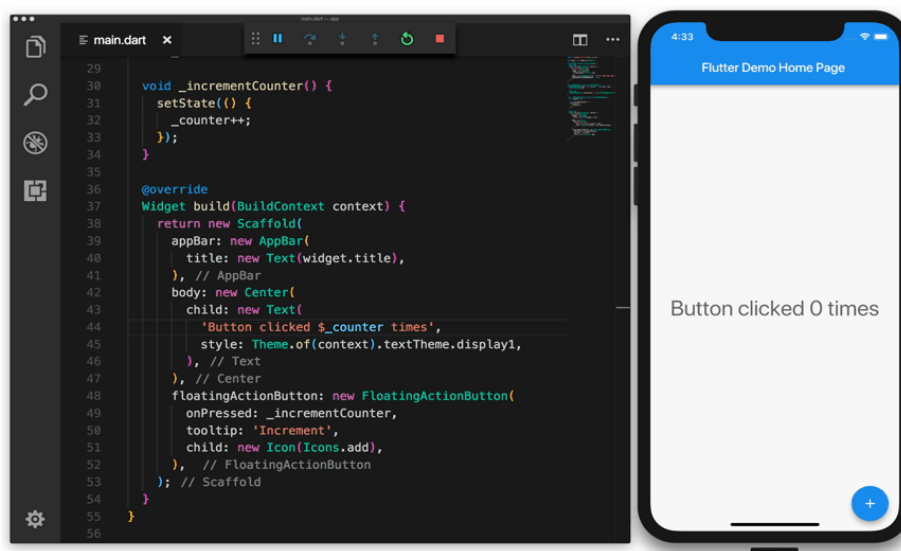 main.dart — app
main.dart
29
30 void _incrementCounter() {
31 setState(() {
32 _counter++;
33 });
34 }
35
36 @override
37 Widget build(BuildContext context) {
38 return new Scaffold(
39 appBar: new AppBar(
40 title: new Text(widget.title),
41 ), // AppBar
42 body: new Center(
43 child: new Text(
44 'Button clicked $_counter times',
45 style: Theme.of(context).textTheme.display1,
46 ), // Text
47 ), // Center
48 floatingActionButton: new FloatingActionButton(
49 onPressed: _incrementCounter,
50 tooltip: 'Increment',
51 child: new Icon(Icons.add),
52 ), // FloatingActionButton
53 ); // Scaffold
54 }
55 }
56
4:33
Flutter Demo Home Page
Button clicked 0 times
+